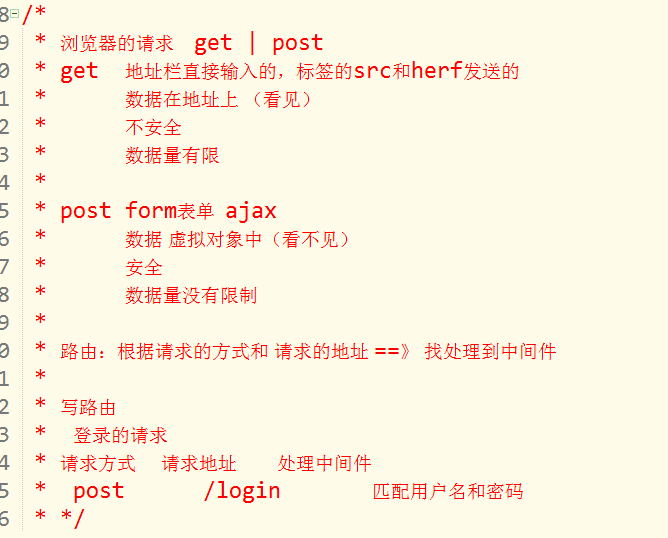 8 /*
9 * 浏览器的请求 get | post
0 * get 地址栏直接输入的，标签的src和herf发送的
1 * 数据在地址上 （看见）
2 * 不安全
3 * 数据量有限
4 *
5 * post form表单 ajax
6 * 数据 虚拟对象中（看不见）
7 * 安全
8 * 数据量没有限制
9 *
0 * 路由：根据请求的方式和 请求的地址 ==》 找处理到中间件
1 *
2 * 写路由
3 * 登录的请求
4 * 请求方式 请求地址 处理中间件
5 * post /login 匹配用户名和密码
6 * */